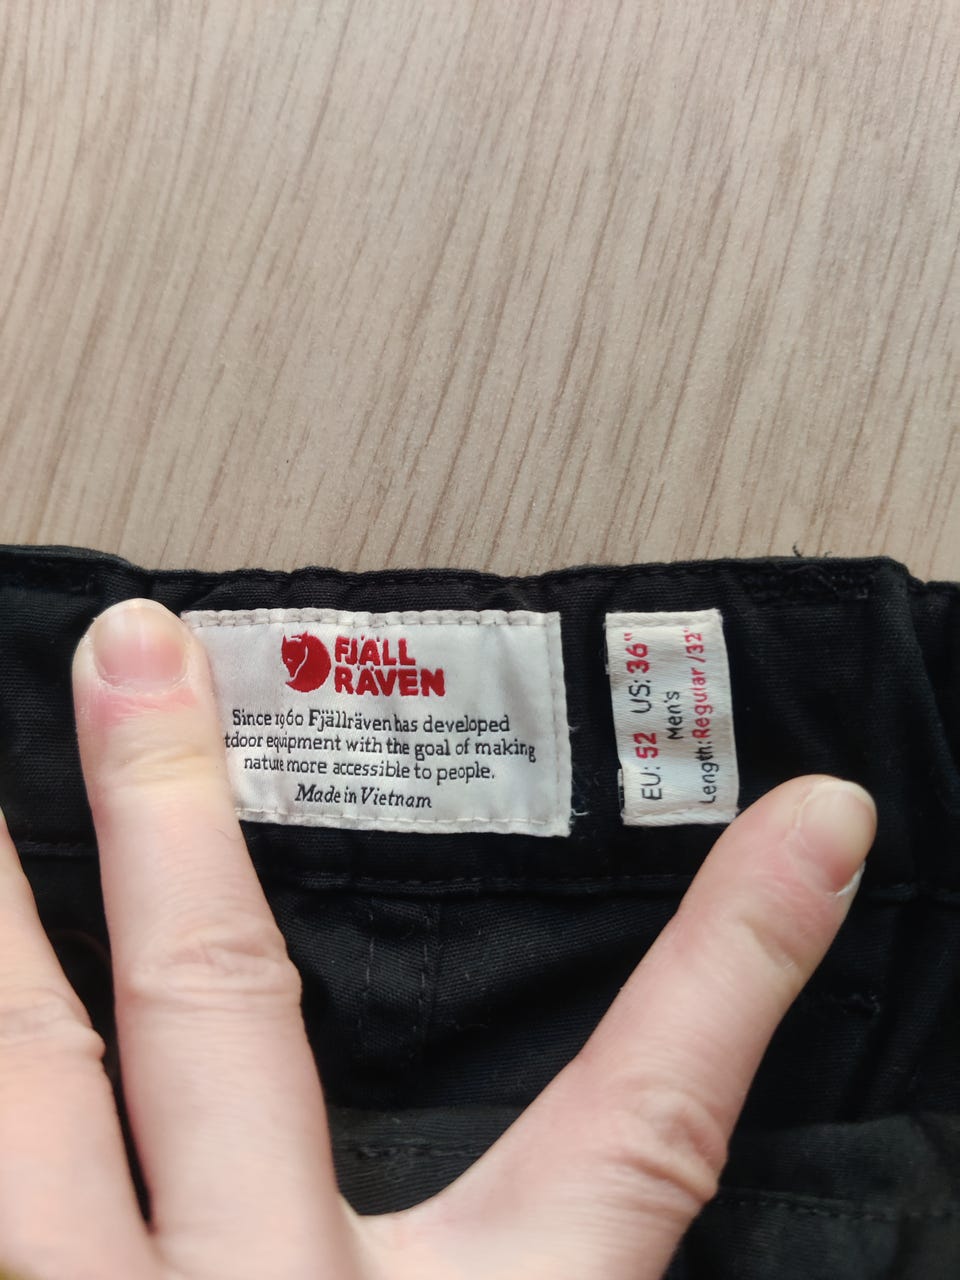 FJÄLL
RÄVEN
Since 1960 Fjällräven has developed
tdoor equipment with the goal of making
nature more accessible to people.
Made in Vietnam
EU: 52 US: 36"
Men's
Length: Regular /32"